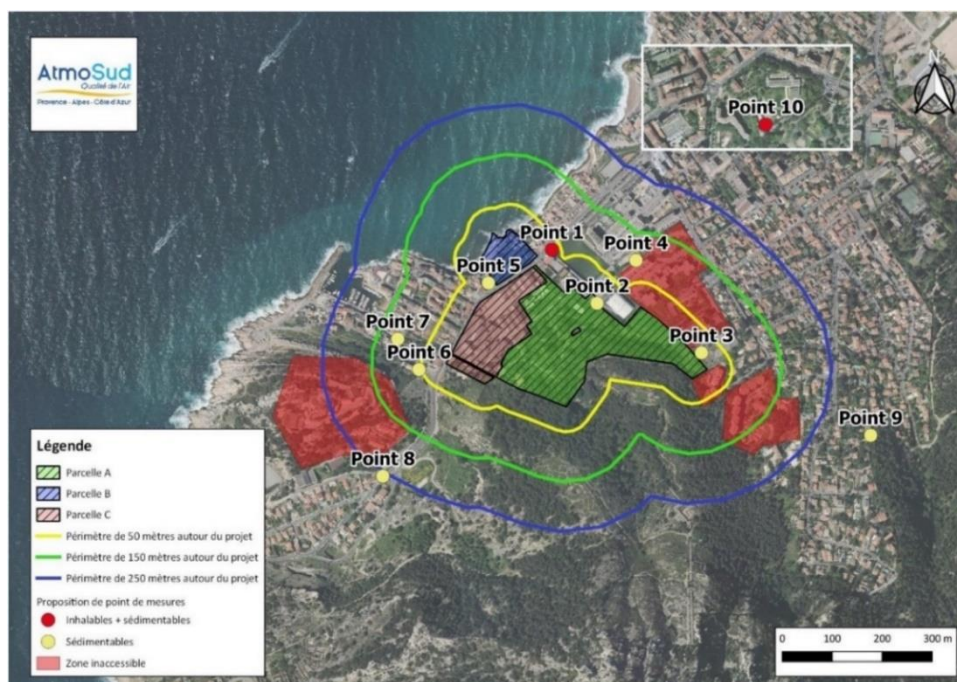 AtmoSud
Qualité de l'Air
Provence - Alpes - Côte d'Azur
N
Point 10
Point 1
Point 4
Point 5
Point 2
Point 7
Point 3
Point 6
Point 9
Point 8
Légende
Parcelle A
Parcelle B
Parcelle C
Périmètre de 50 mètres autour du projet
Périmètre de 150 mètres autour du projet
Périmètre de 250 mètres autour du projet
Proposition de point de mesures
Inhalables + sédimentables
Sédimentables
Zone inaccessible
0 100 200 300 m